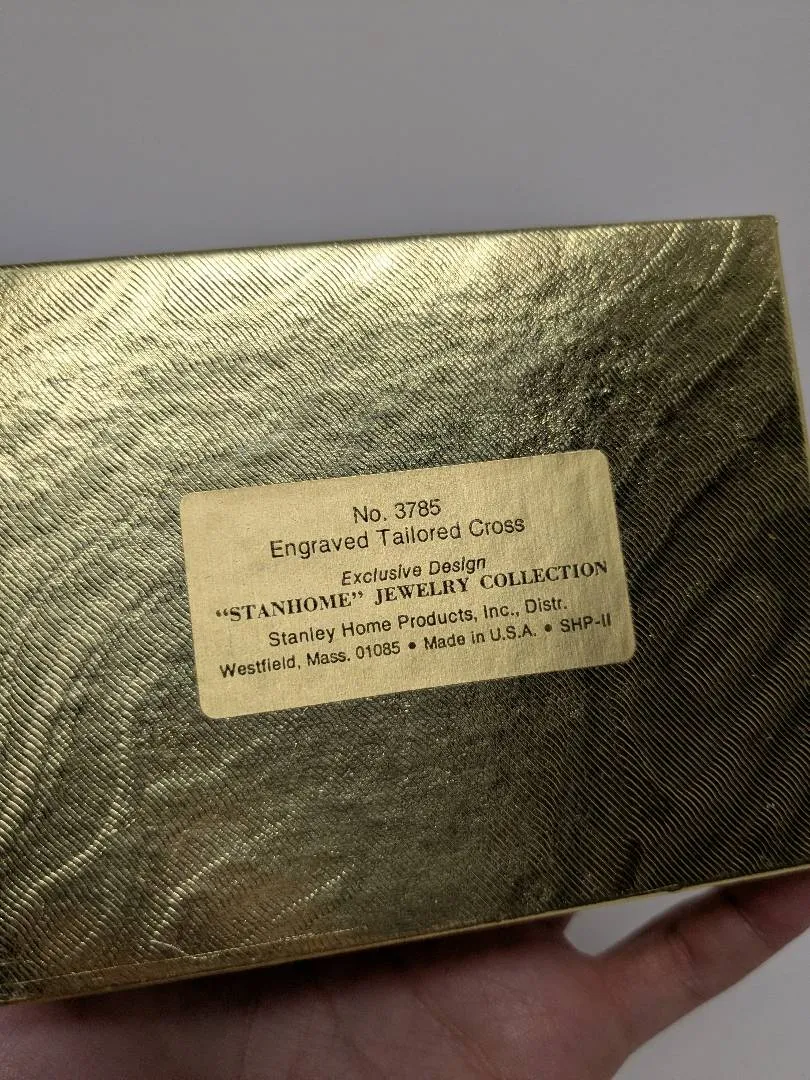 No. 3785
Engraved Tailored Cross
Exclusive Design
“STANHOME” JEWELRY COLLECTION
Stanley Home Products, Inc., Distr.
Westfield, Mass. 01085 • Made in U.S.A. • SHP-II